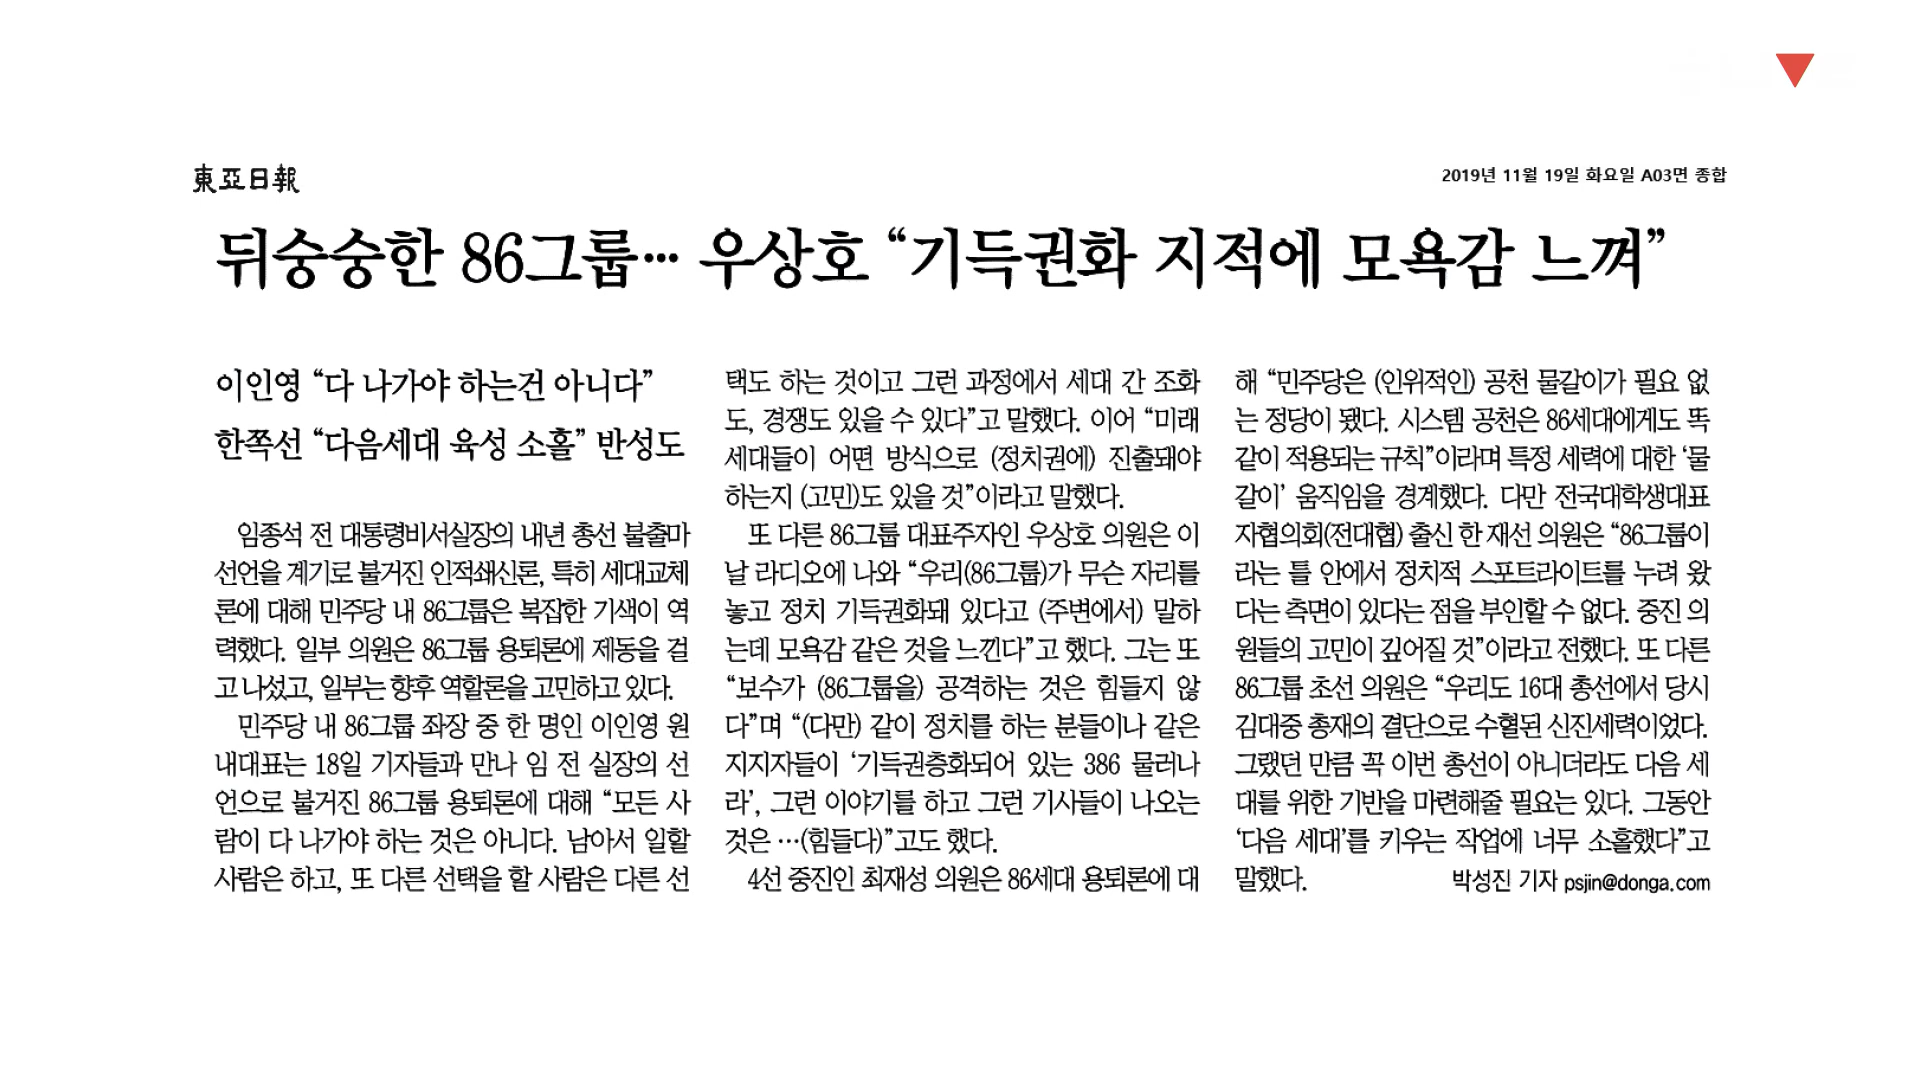 東亞日報
2019년 11월 19일 화요일 A03면 종합
뒤숭숭한 86그룹… 우상호 “기득권화 지적에 모욕감 느껴”
이인영 “다 나가야 하는건 아니다”
한쪽선 “다음세대 육성 소홀” 반성도
임종석 전 대통령비서실장의 내년 총선 불출마
선언을 계기로 불거진 인적쇄신론, 특히 세대교체
론에 대해 민주당 내 86그룹은 복잡한 기색이 역
력했다. 일부 의원은 86그룹 용퇴론에 제동을 걸
고 나섰고, 일부는 향후 역할론을 고민하고 있다.
민주당 내 86그룹 좌장 중 한 명인 이인영 원
내대표는 18일 기자들과 만나 임 전 실장의 선
언으로 불거진 86그룹 용퇴론에 대해 “모든 사
람이 다 나가야 하는 것은 아니다. 남아서 일할
사람은 하고, 또 다른 선택을 할 사람은 다른 선
택도 하는 것이고 그런 과정에서 세대 간 조화
도, 경쟁도 있을 수 있다”고 말했다. 이어 “미래
세대들이 어떤 방식으로 (정치권에) 진출돼야
하는지 (고민)도 있을 것”이라고 말했다.
또 다른 86그룹 대표주자인 우상호 의원은 이
날 라디오에 나와 “우리(86그룹)가 무슨 자리를
놓고 정치 기득권화돼 있다고 (주변에서) 말하
는데 모욕감 같은 것을 느낀다”고 했다. 그는 또
“보수가 (86그룹을) 공격하는 것은 힘들지 않
다”며 “(다만) 같이 정치를 하는 분들이나 같은
지지자들이 ‘기득권층화되어 있는 386 물러나
라’, 그런 이야기를 하고 그런 기사들이 나오는
것은 …(힘들다)”고도 했다.
4선 중진인 최재성 의원은 86세대 용퇴론에 대
해 “민주당은 (인위적인) 공천 물갈이가 필요 없
는 정당이 됐다. 시스템 공천은 86세대에게도 똑
같이 적용되는 규칙”이라며 특정 세력에 대한 ‘물
갈이’ 움직임을 경계했다. 다만 전국대학생대표
자협의회(전대협) 출신 한 재선 의원은 “86그룹이
라는 틀 안에서 정치적 스포트라이트를 누려 왔
다는 측면이 있다는 점을 부인할 수 없다. 중진 의
원들의 고민이 깊어질 것”이라고 전했다. 또 다른
86그룹 초선 의원은 “우리도 16대 총선에서 당시
김대중 총재의 결단으로 수혈된 신진세력이었다.
그랬던 만큼 꼭 이번 총선이 아니더라도 다음 세
대를 위한 기반을 마련해줄 필요는 있다. 그동안
‘다음 세대’를 키우는 작업에 너무 소홀했다”고
말했다. 박성진 기자 psjin@donga.com